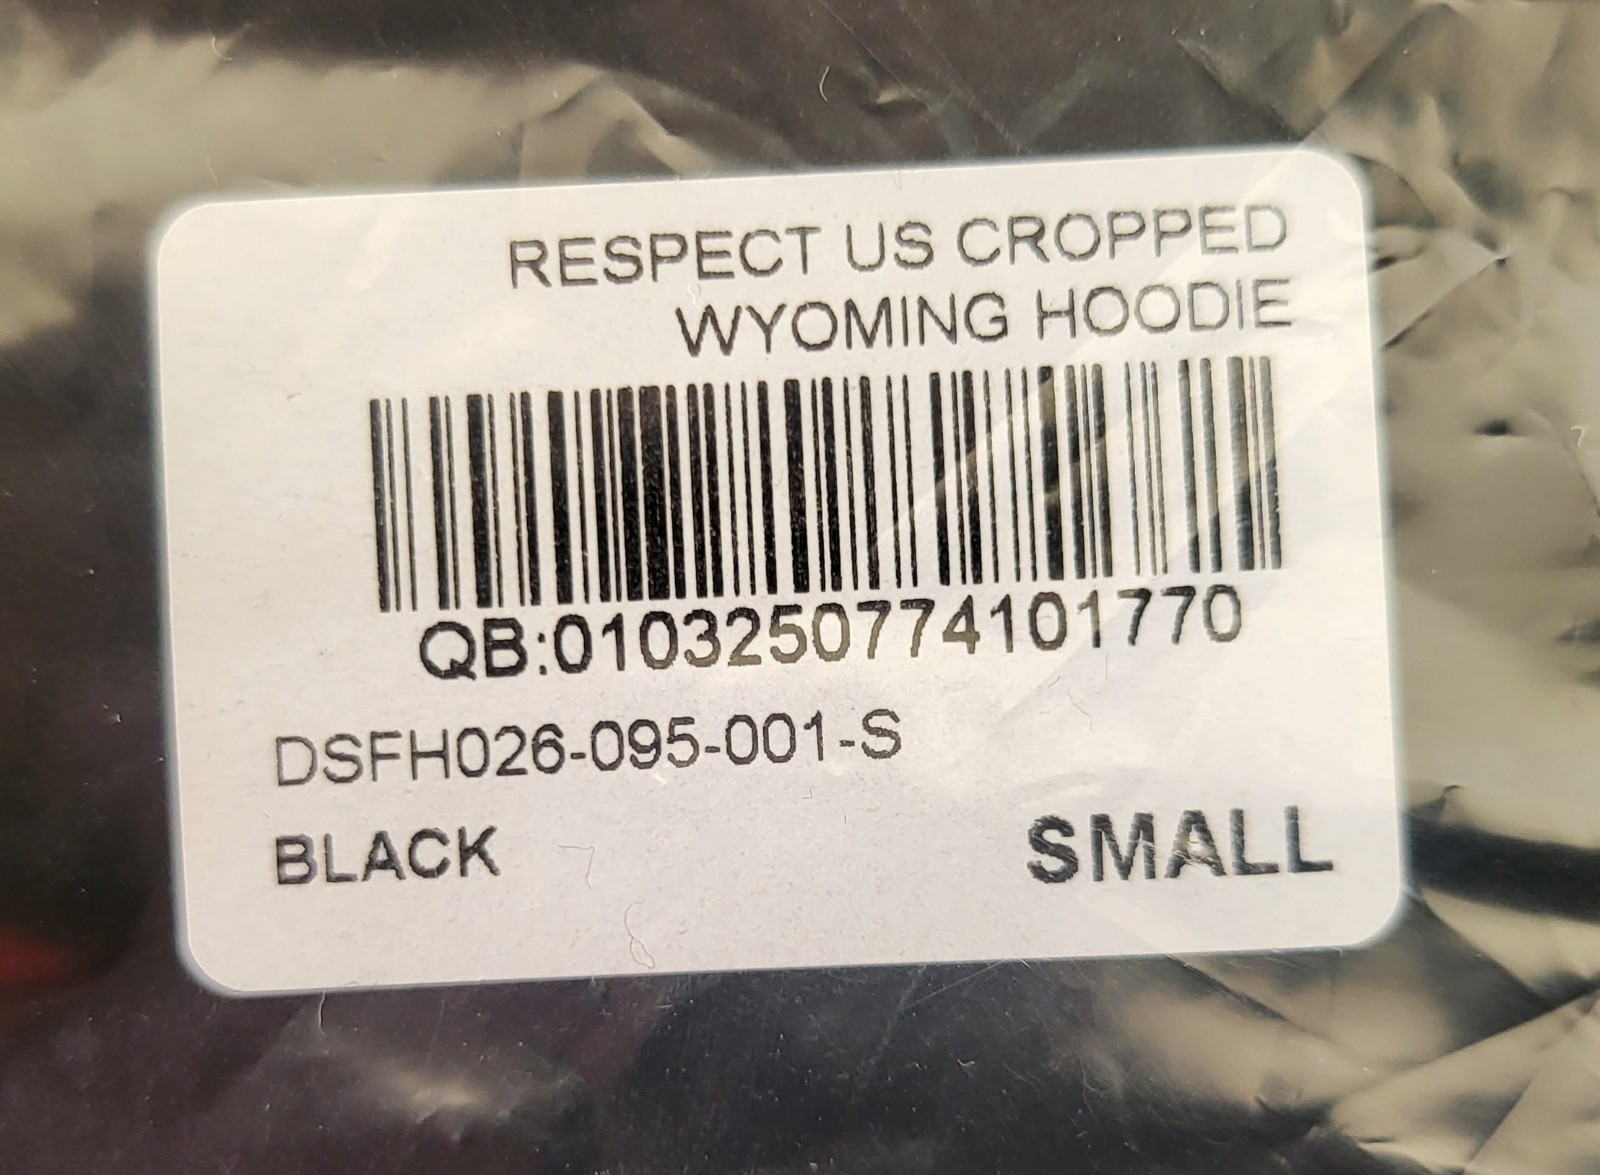 RESPECT US CROPPED
WYOMING HOODIE
QB:0103250774101770
DSFH026-095-001-S
BLACK
SMALL